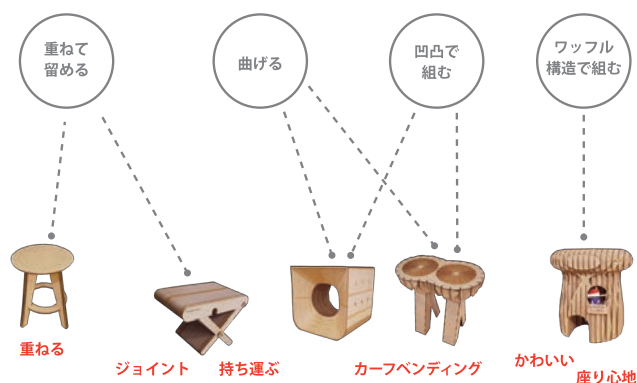 重ねて
留める
曲げる
凹凸で
組む
ワッフル
構造で組む
重ねる
ジョイント
持ち運ぶ
カーフベンディング
かわいい
座り心地